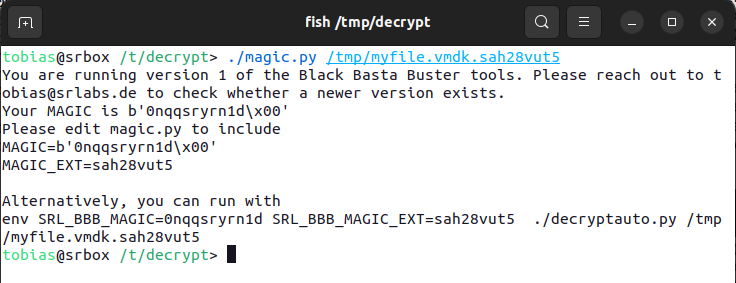 fish /tmp/decrypt
tobias@srbox /t/decrypt> ./magic.py /tmp/myfile.vmdk.sah28vut5
You are running version 1 of the Black Basta Buster tools. Please reach out to t
obias@srlabs.de to check whether a newer version exists.
Your MAGIC is b'0nqqsryrn1d\x00'
Please edit magic.py to include
MAGIC=b'0nqqsryrn1d\x00'
MAGIC_EXT=sah28vut5
Alternatively, you can run with
env SRL_BBB_MAGIC=0nqqsryrn1d SRL_BBB_MAGIC_EXT=sah28vut5  ./decryptauto.py /tmp
/myfile.vmdk.sah28vut5
tobias@srbox /t/decrypt>